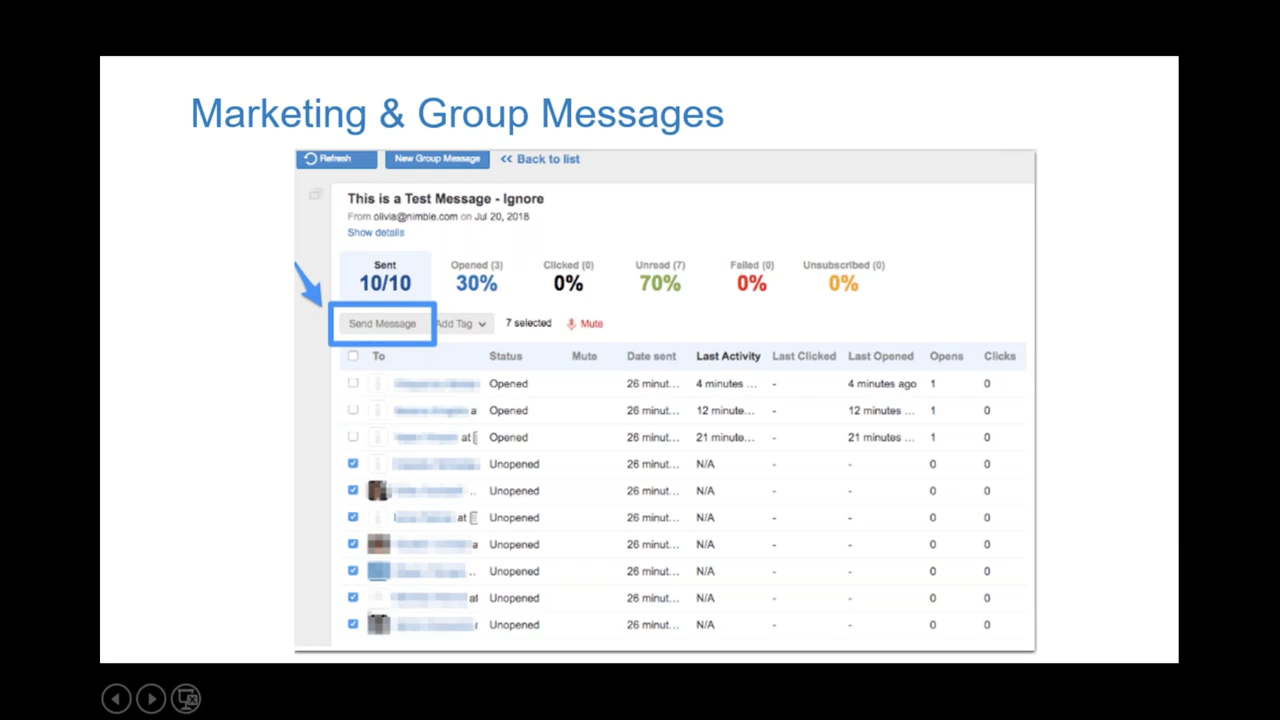 Marketing & Group Messages
Refresh New Group Message << Back to list
This is a Test Message - Ignore
From olivia@nimble.com on Jul 20, 2018
Show details
Sent Opened (3) Clicked (0) Unread (7) Failed (0) Unsubscribed (0)
10/10 30% 0% 70% 0% 0%
Send Message Add Tag 7 selected Mute
To Status Mute Date sent Last Activity Last Clicked Last Opened Opens Clicks
Opened 26 minut... 4 minutes ... - 4 minutes ago 1 0
a Opened 26 minut... 12 minute... - 12 minutes ... 1 0
at Opened 26 minut... 21 minute... - 21 minutes ... 1 0
Unopened 26 minut... N/A - - 0 0
.. Unopened 26 minut... N/A - - 0 0
at Unopened 26 minut... N/A - - 0 0
a Unopened 26 minut... N/A - - 0 0
.. Unopened 26 minut... N/A - - 0 0
at Unopened 26 minut... N/A - - 0 0
Unopened 26 minut... N/A - - 0 0